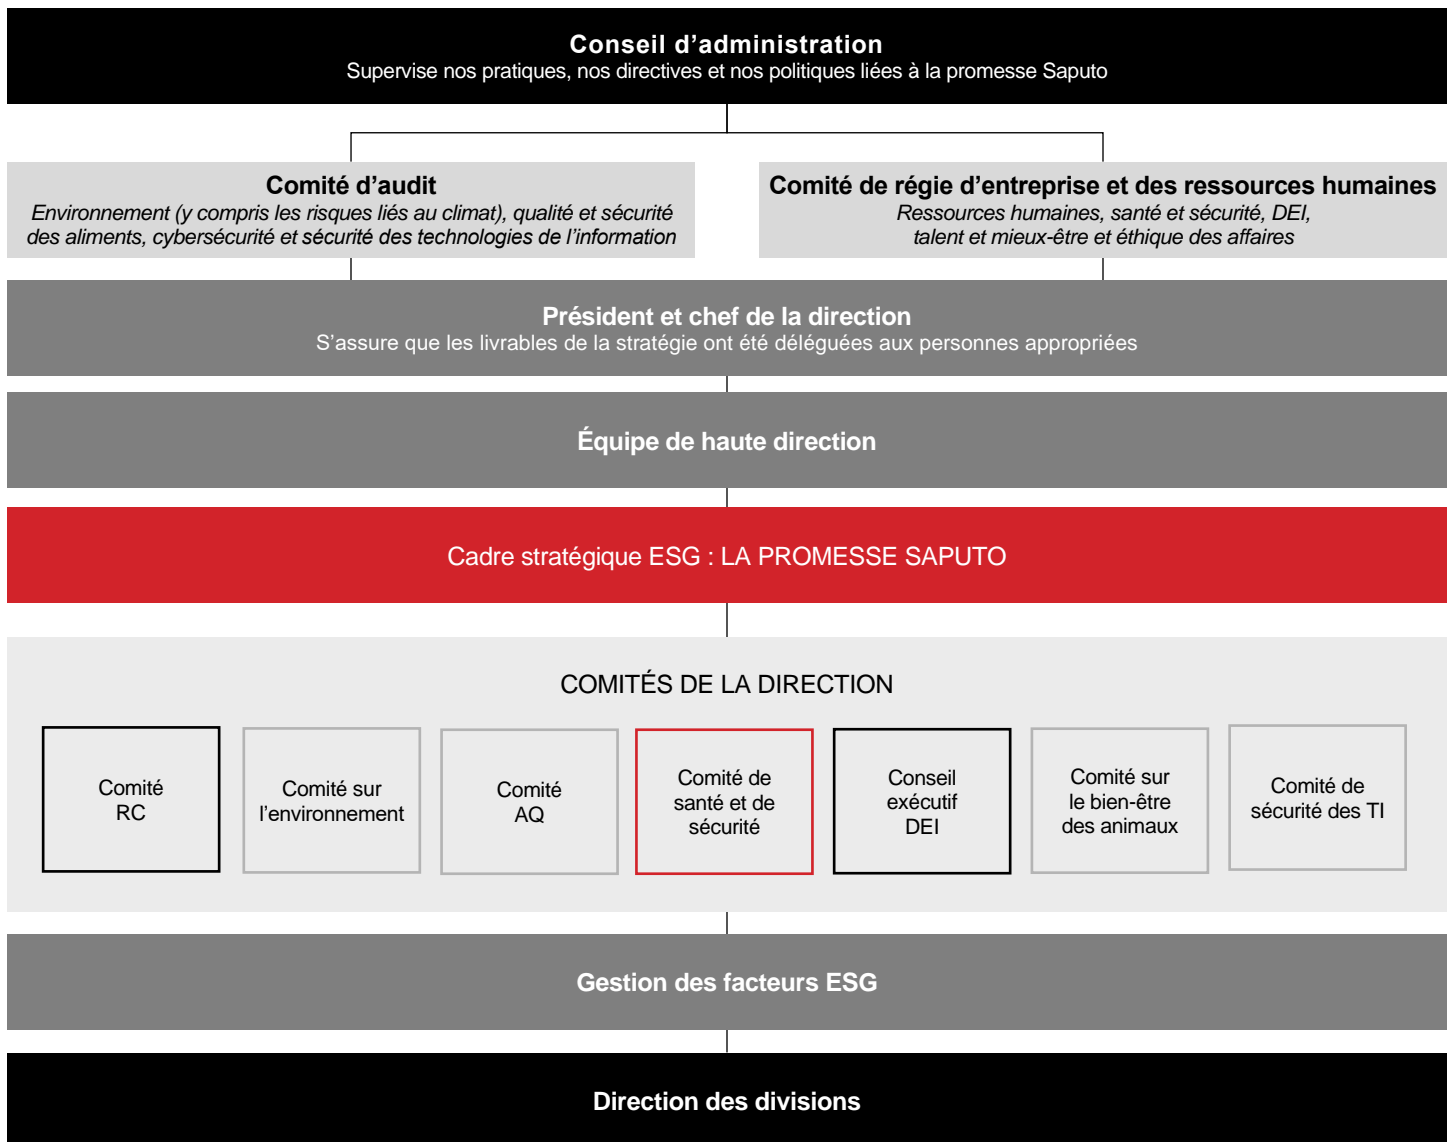 Conseil d’administration
Supervise nos pratiques, nos directives et nos politiques liées à la promesse Saputo
Comité d’audit
Environnement (y compris les risques liés au climat), qualité et sécurité
des aliments, cybersécurité et sécurité des technologies de l’information
Comité de régie d’entreprise et des ressources humaines
Ressources humaines, santé et sécurité, DEI,
talent et mieux-être et éthique des affaires
Président et chef de la direction
S’assure que les livrables de la stratégie ont été déléguées aux personnes appropriées
Équipe de haute direction
Cadre stratégique ESG : LA PROMESSE SAPUTO
COMITÉS DE LA DIRECTION
Comité
RC
Comité sur
l’environnement
Comité
AQ
Comité de
santé et de
sécurité
Conseil
exécutif
DEI
Comité sur
le bien-être
des animaux
Comité de
sécurité des TI
Gestion des facteurs ESG
Direction des divisions